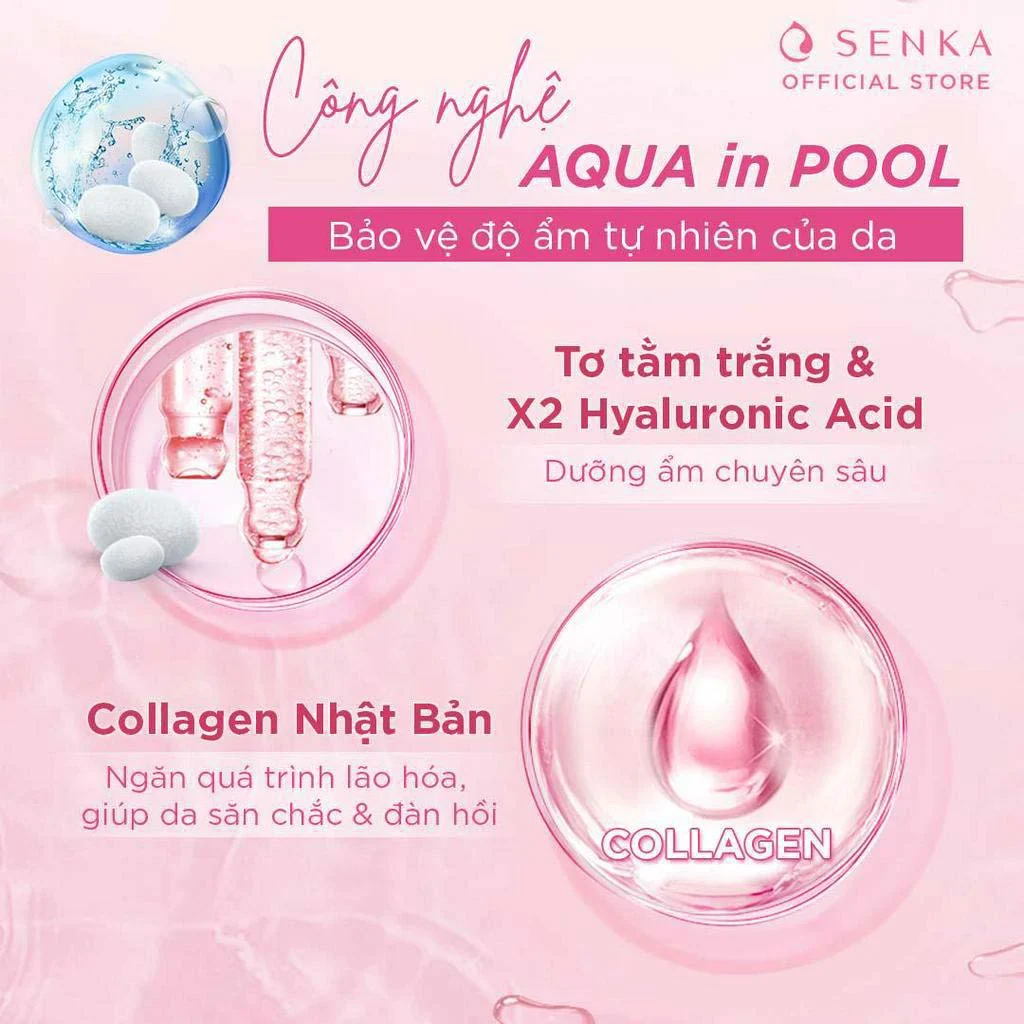 SENKA
OFFICIAL STORE
Công nghệ
AQUA in POOL
Bảo vệ độ ẩm tự nhiên của da
Tơ tằm trắng &
X2 Hyaluronic Acid
Dưỡng ẩm chuyên sâu
Collagen Nhật Bản
Ngăn quá trình lão hóa,
giúp da săn chắc & đàn hồi
COLLAGEN